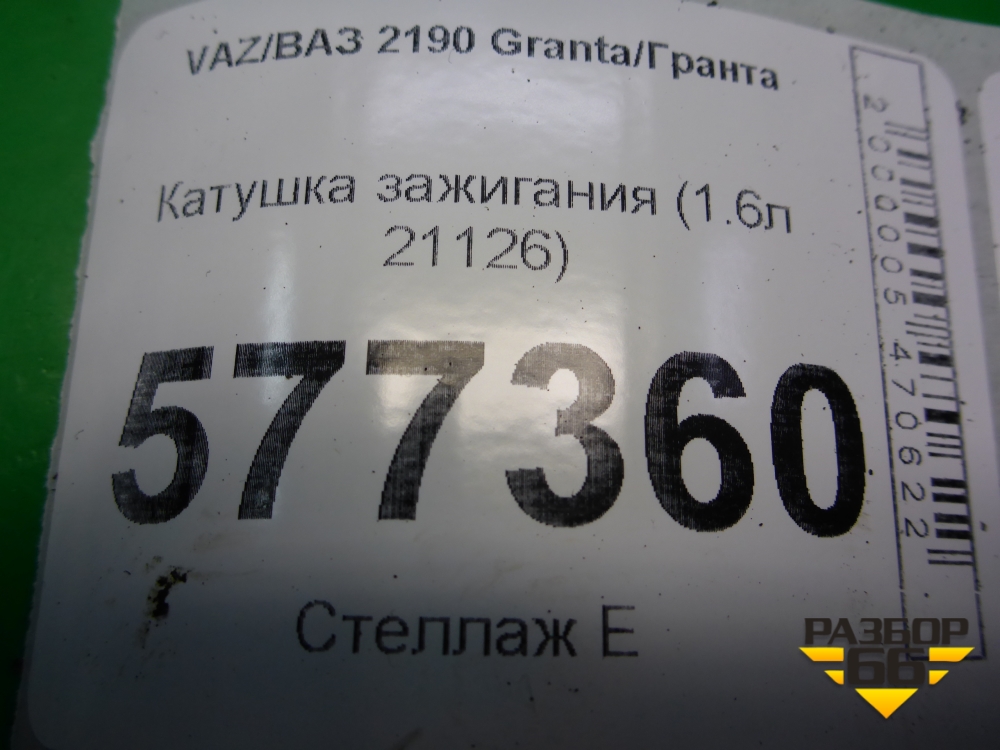 VAZ/ВАЗ 2190 Granta/Гранта
Катушка зажигания (1.6л
21126)
577360
Стеллаж Е
2000005470622
РАЗБОР
66